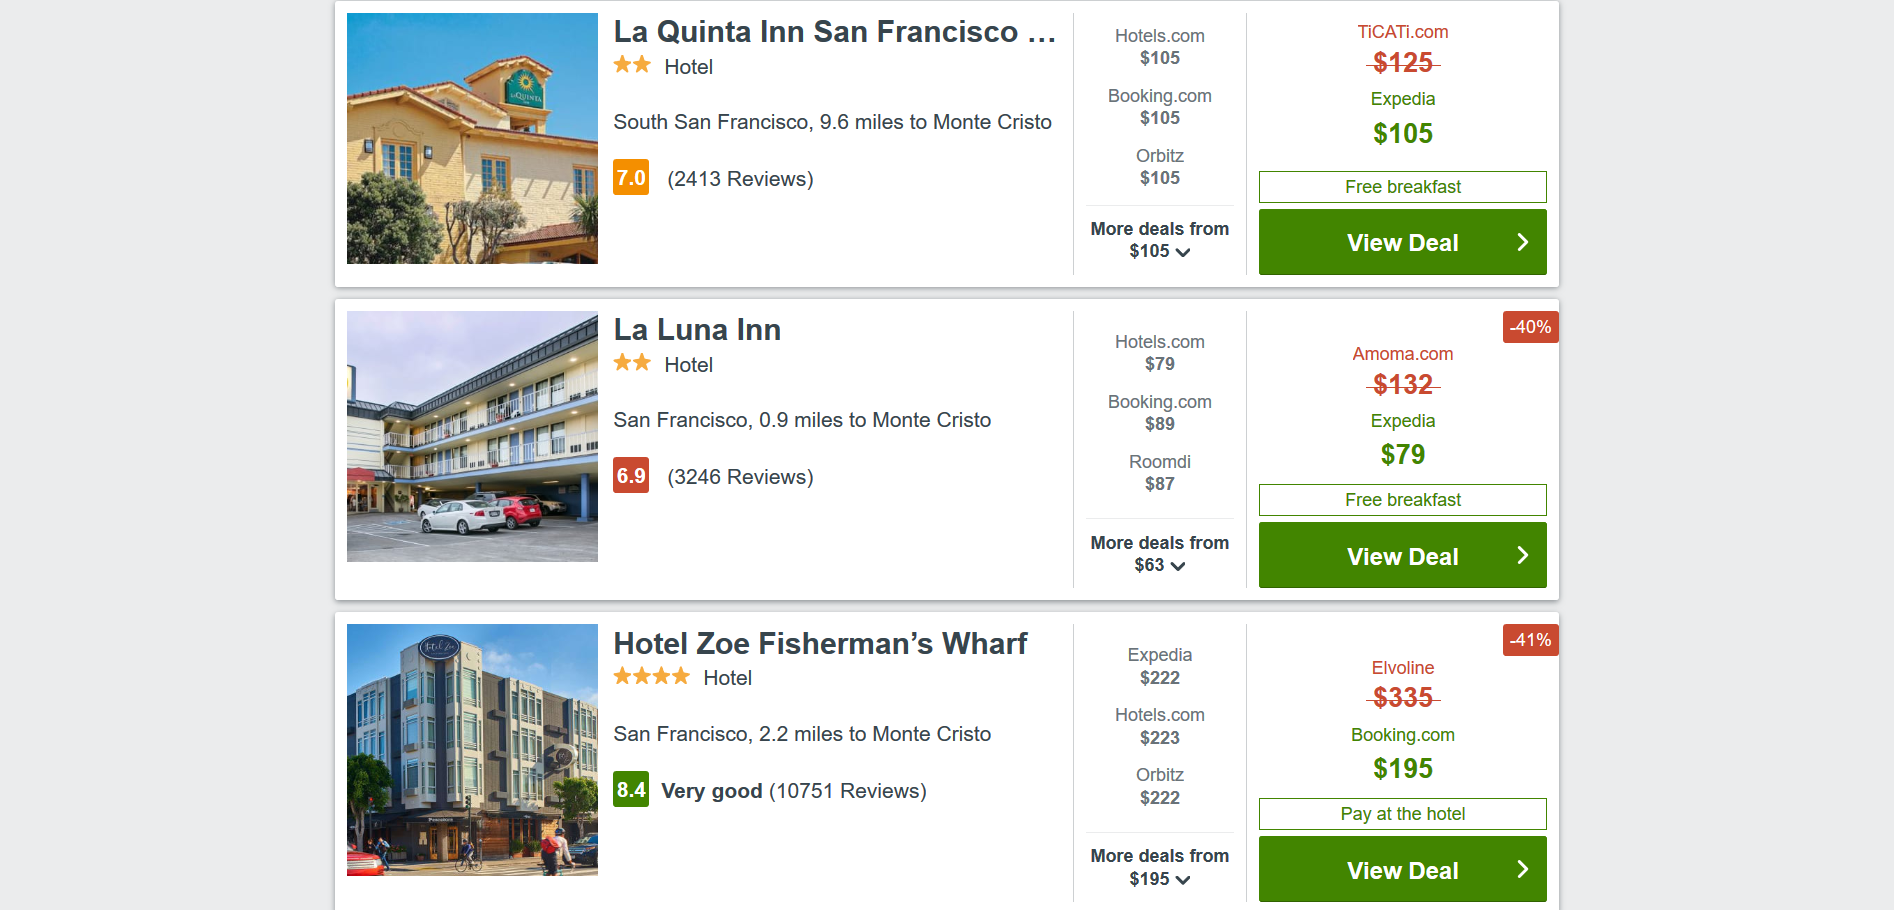 La Quinta Inn San Francisco ...
Hotel
South San Francisco, 9.6 miles to Monte Cristo
7.0 (2413 Reviews)
Hotels.com
$105
Booking.com
$105
Orbitz
$105
More deals from
$105
TiCATi.com
$125
Expedia
$105
Free breakfast
View Deal
LAQUINTA
INN
La Luna Inn
Hotel
San Francisco, 0.9 miles to Monte Cristo
6.9 (3246 Reviews)
Hotels.com
$79
Booking.com
$89
Roomdi
$87
More deals from
$63
-40%
Amoma.com
$132
Expedia
$79
Free breakfast
View Deal
Hotel Zoe
Hotel Zoe Fisherman’s Wharf
Hotel
San Francisco, 2.2 miles to Monte Cristo
8.4 Very good (10751 Reviews)
Expedia
$222
Hotels.com
$223
Orbitz
$222
More deals from
$195
-41%
Elvoline
$335
Booking.com
$195
Pay at the hotel
View Deal